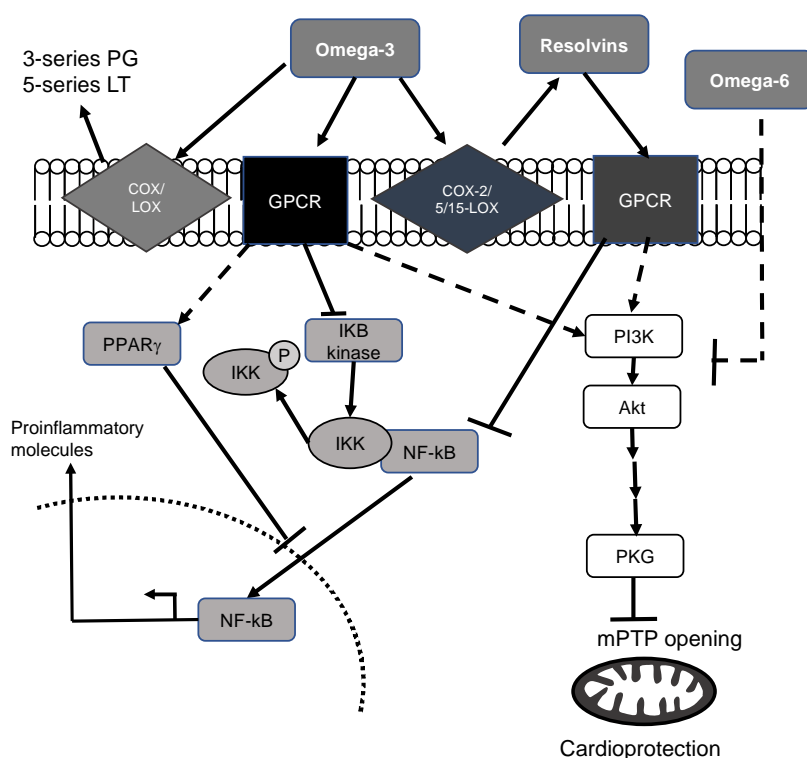 Omega-3
Resolvins
3-series PG
5-series LT
Omega-6
COX/
LOX
GPCR
COX-2/
5/15-LOX
GPCR
PPARγ
IKB
kinase
PI3K
P
IKK
Akt
Proinflammatory
molecules
IKK
NF-kB
PKG
NF-kB
mPTP opening
Cardioprotection